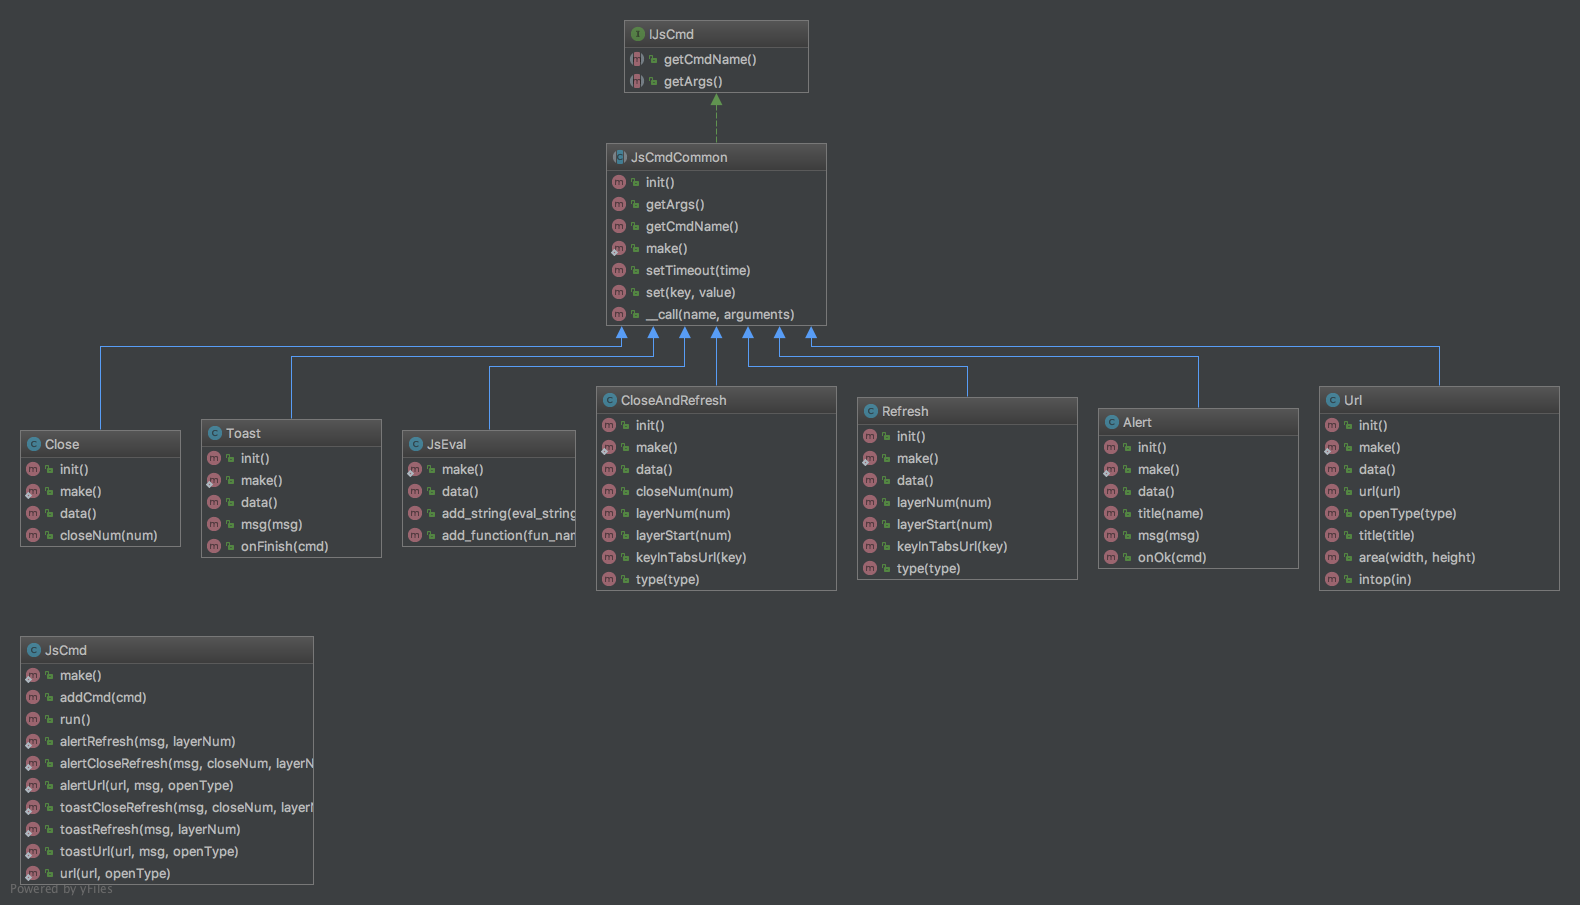 IJsCmd
getCmdName()
getArgs()
JsCmdCommon
init()
getArgs()
getCmdName()
make()
setTimeout(time)
set(key, value)
__call(name, arguments)
Close
init()
make()
data()
closeNum(num)
Toast
init()
make()
data()
msg(msg)
onFinish(cmd)
JsEval
make()
data()
add_string(eval_string
add_function(fun_nar
CloseAndRefresh
init()
make()
data()
closeNum(num)
layerNum(num)
layerStart(num)
keyInTabsUrl(key)
type(type)
Refresh
init()
make()
data()
layerNum(num)
layerStart(num)
keyInTabsUrl(key)
type(type)
Alert
init()
make()
data()
title(name)
msg(msg)
onOk(cmd)
Url
init()
make()
data()
url(url)
openType(type)
title(title)
area(width, height)
intop(in)
JsCmd
make()
addCmd(cmd)
run()
alertRefresh(msg, layerNum)
alertCloseRefresh(msg, closeNum, layerN
alertUrl(url, msg, openType)
toastCloseRefresh(msg, closeNum, layer
toastRefresh(msg, layerNum)
toastUrl(url, msg, openType)
url(url, openType)
Powered by yFiles